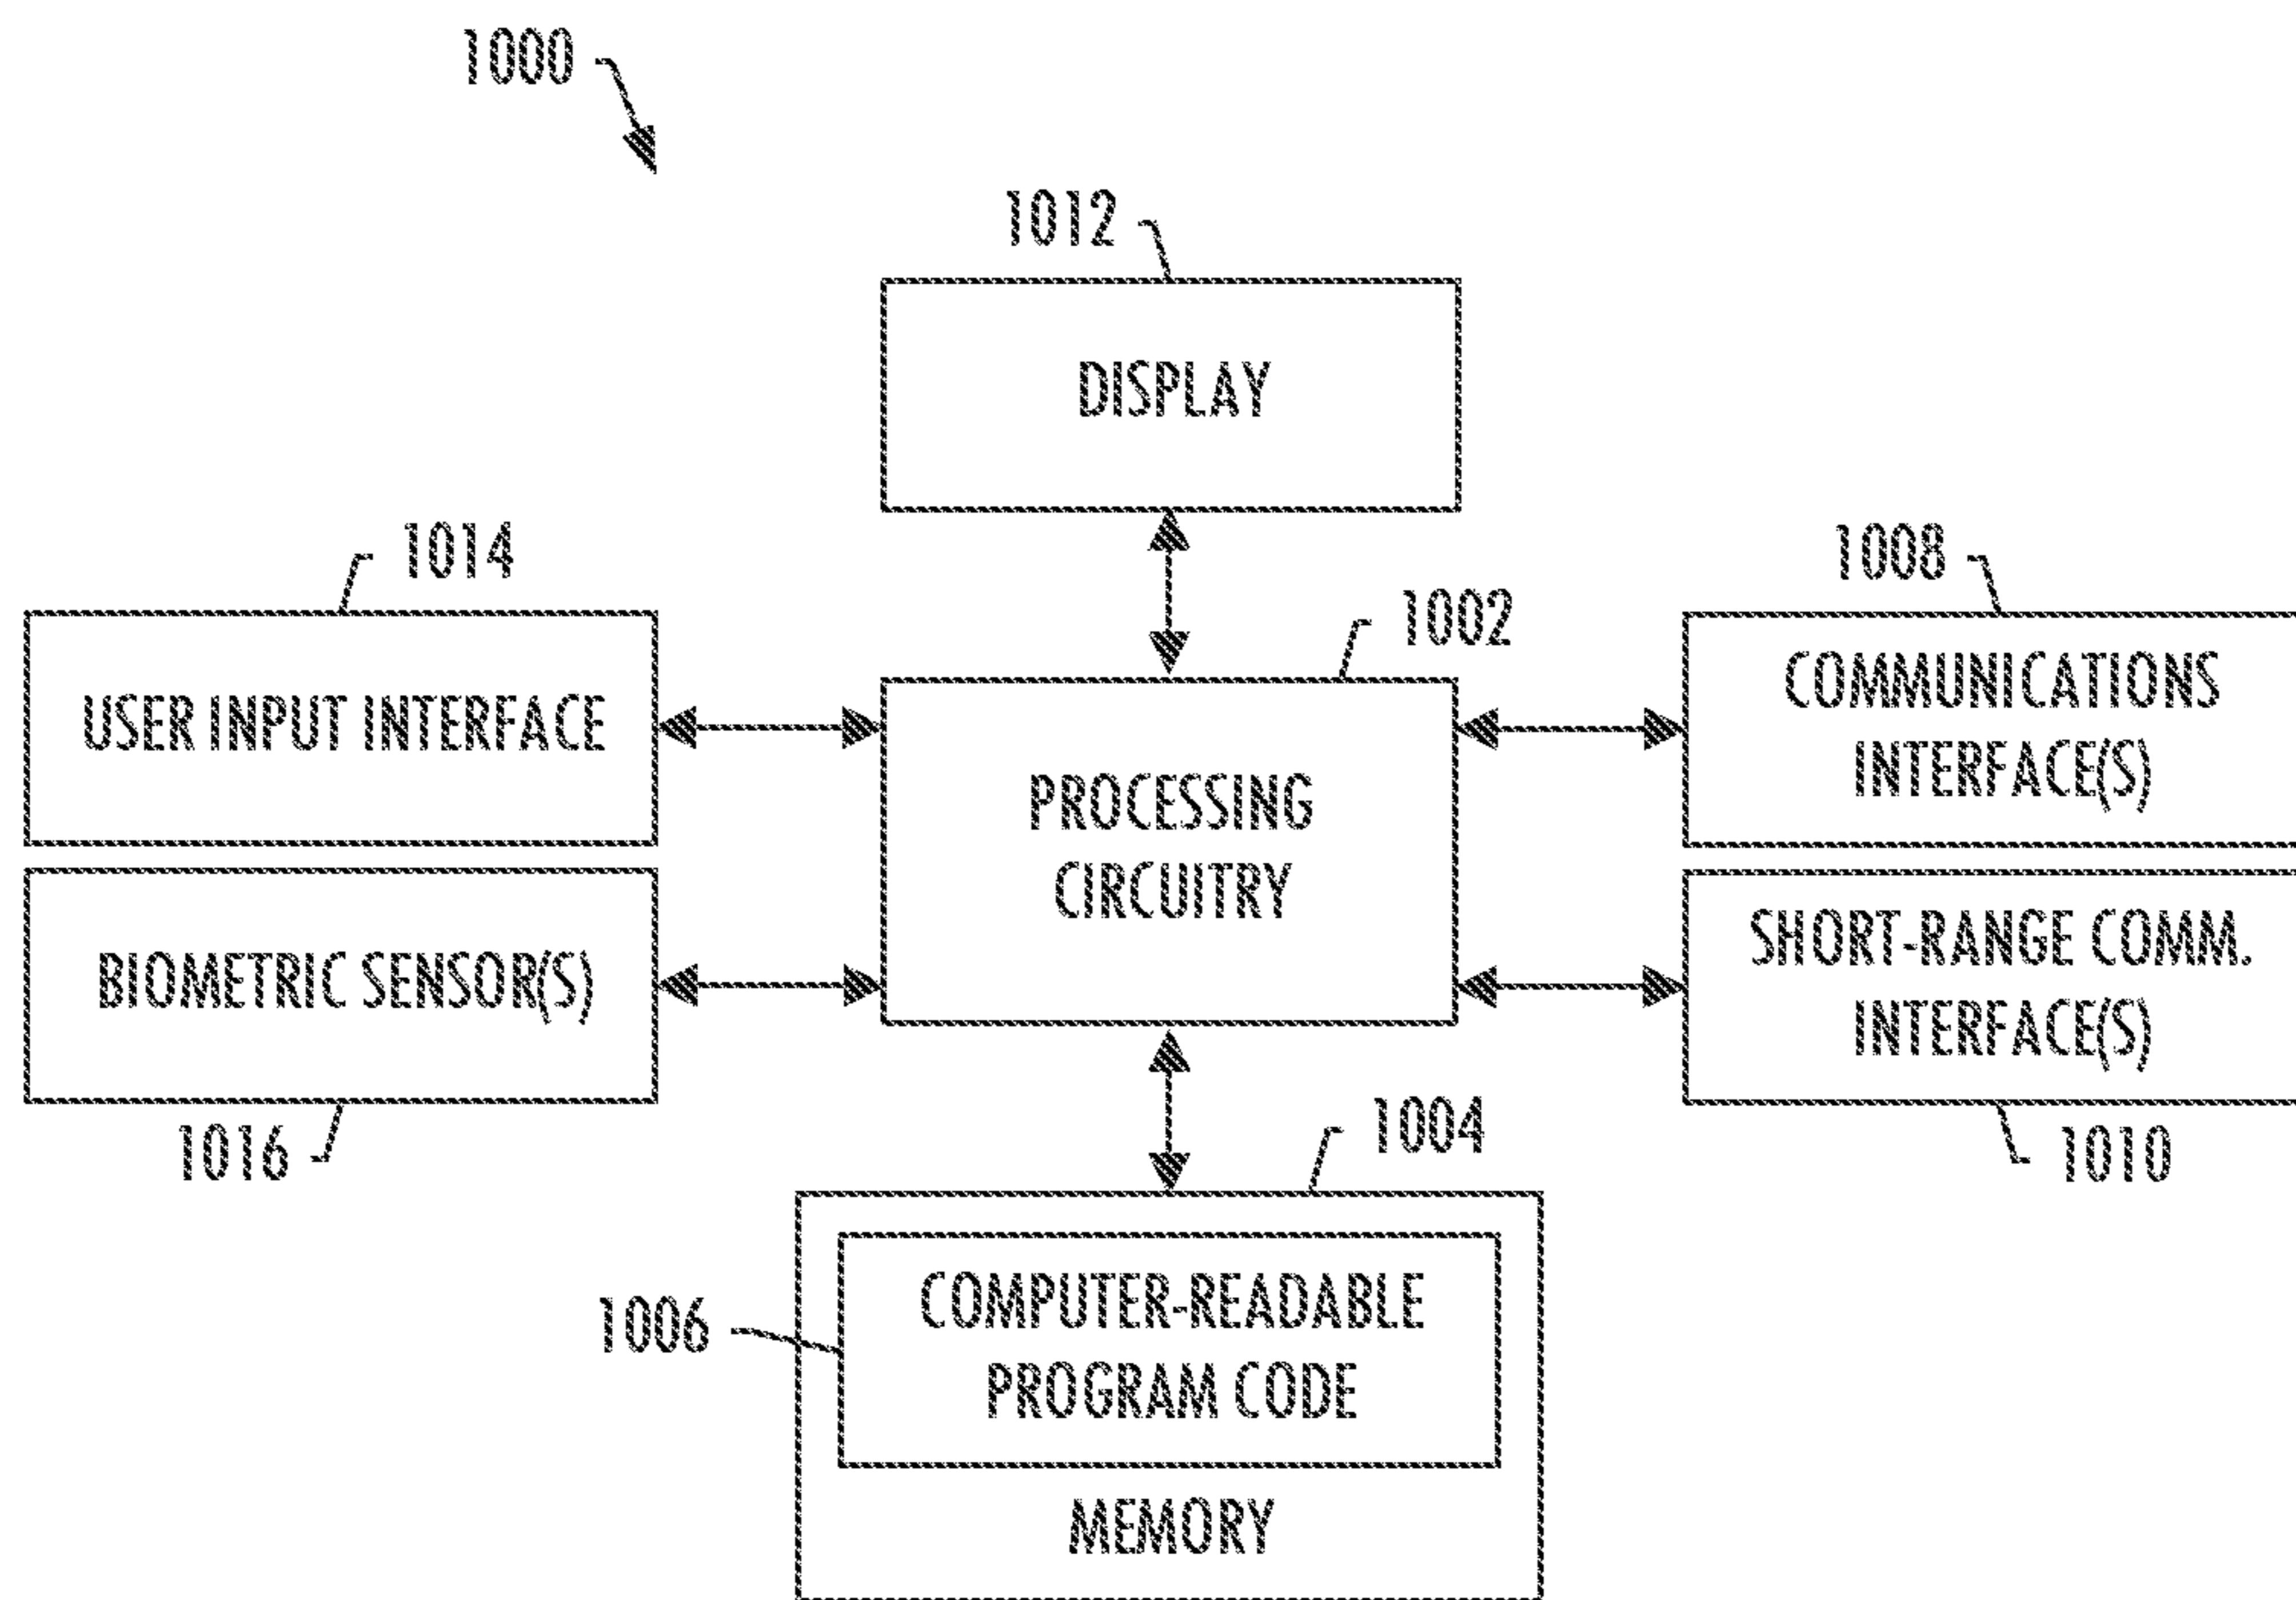 1000
1012
DISPLAY
1014
USER INPUT INTERFACE
1002
PROCESSING
CIRCUITRY
1008
COMMUNICATIONS
INTERFACE(S)
BIOMETRIC SENSOR(S)
1016
SHORT-RANGE COMM.
INTERFACE(S)
1010
1004
1006
COMPUTER-READABLE
PROGRAM CODE
MEMORY